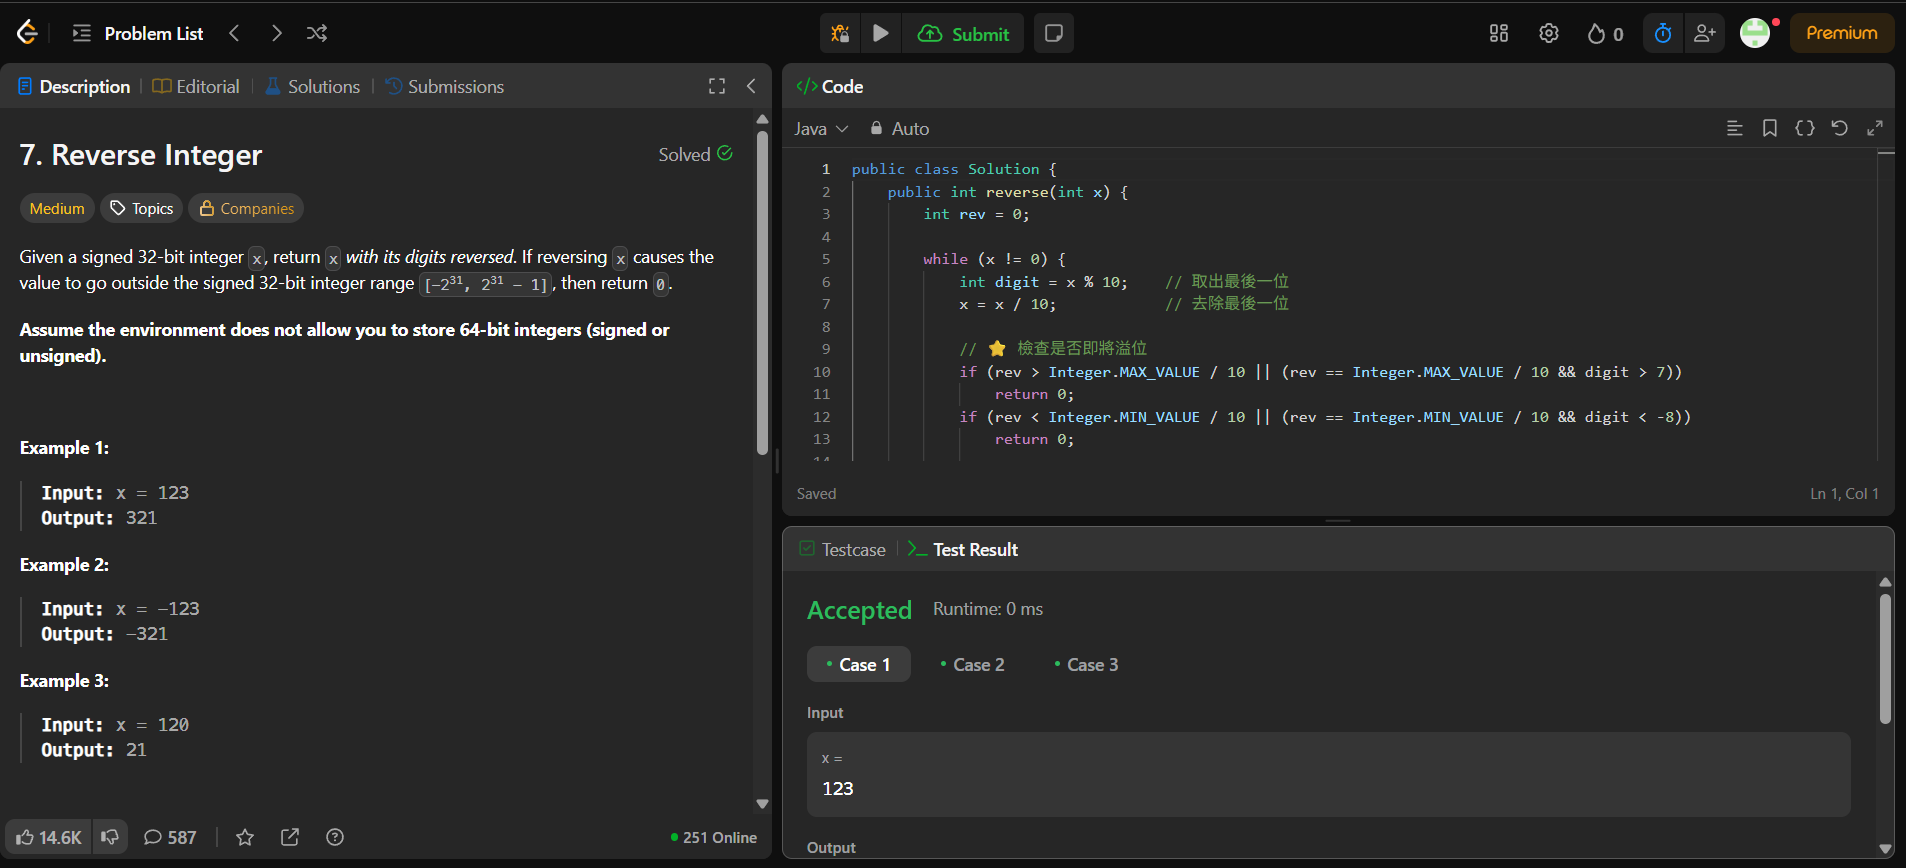 Problem List
Submit
0
Premium
Description
Editorial
Solutions
Submissions
7. Reverse Integer
Solved
Medium
Topics
Companies
Given a signed 32-bit integer x, return x with its digits reversed. If reversing x causes the
value to go outside the signed 32-bit integer range [−2³¹, 2³¹ − 1], then return 0.
Assume the environment does not allow you to store 64-bit integers (signed or
unsigned).
Example 1:
Input: x = 123
Output: 321
Example 2:
Input: x = −123
Output: −321
Example 3:
Input: x = 120
Output: 21
14.6K
587
251 Online
</> Code
Java
Auto
1 public class Solution {
2 public int reverse(int x) {
3 int rev = 0;
4
5 while (x != 0) {
6 int digit = x % 10; // 取出最後一位
7 x = x / 10; // 去除最後一位
8
9 // ⭐ 檢查是否即將溢位
10 if (rev > Integer.MAX_VALUE / 10 || (rev == Integer.MAX_VALUE / 10 && digit > 7))
11 return 0;
12 if (rev < Integer.MIN_VALUE / 10 || (rev == Integer.MIN_VALUE / 10 && digit < -8))
13 return 0;
14
Saved
Ln 1, Col 1
Testcase
Test Result
Accepted
Runtime: 0 ms
Case 1
Case 2
Case 3
Input
x =
123
Output